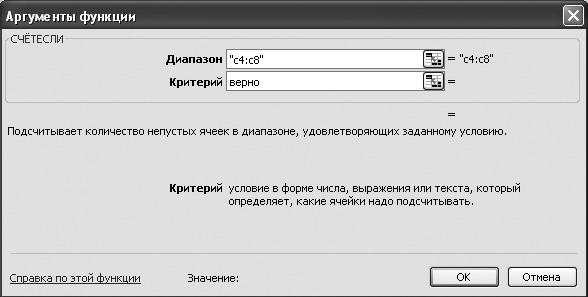 Аргументы функции
СЧЁТЕСЛИ
Диапазон "c4:c8" = "c4:c8"
Критерий верно =
=
Подсчитывает количество непустых ячеек в диапазоне, удовлетворяющих заданному условию.
Критерий условие в форме числа, выражения или текста, который
определяет, какие ячейки надо подсчитывать.
Справка по этой функции Значение: ОК Отмена